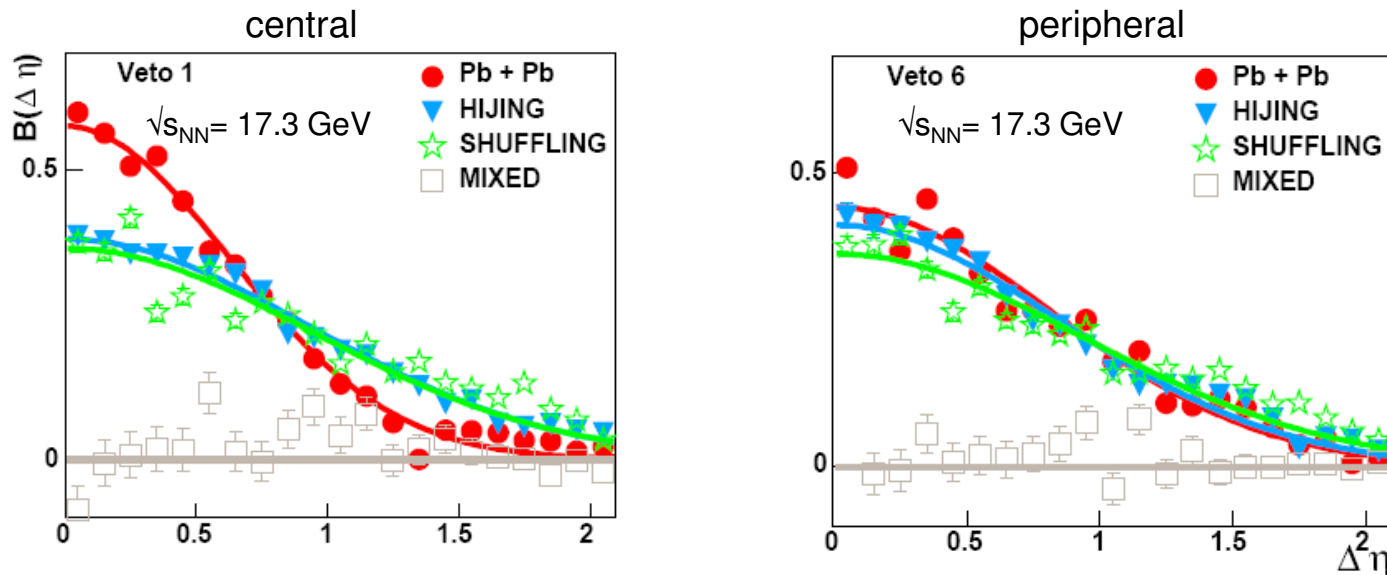 central
Veto 1
√sNN= 17.3 GeV
Pb + Pb
HIJING
SHUFFLING
MIXED
B(Δ η)
0.5
0
0
0.5
1
1.5
2
peripheral
Veto 6
√sNN= 17.3 GeV
Pb + Pb
HIJING
SHUFFLING
MIXED
0.5
0
0
0.5
1
1.5
2
Δ η